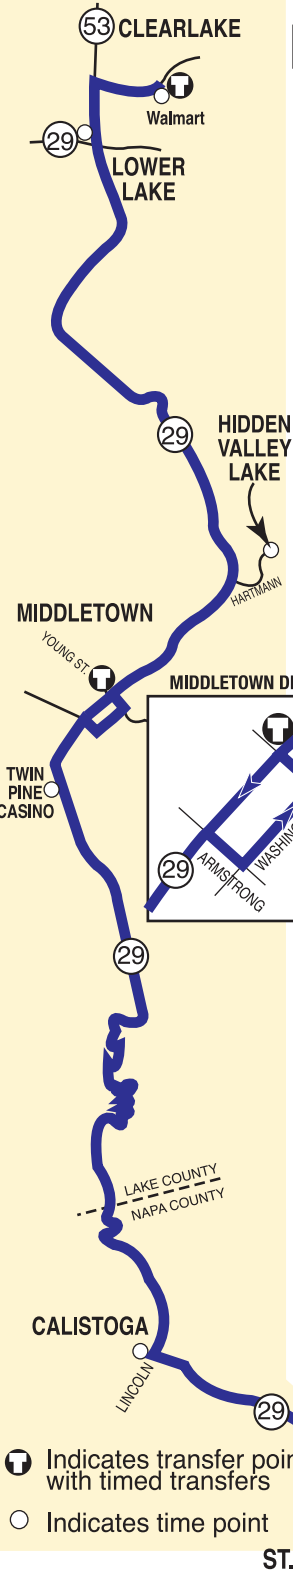 53 CLEARLAKE
T
Walmart
29
LOWER
LAKE
29
HIDDEN
VALLEY
LAKE
HARTMANN
MIDDLETOWN
YOUNG ST.
T
MIDDLETOWN
T
TWIN
PINE
CASINO
29
ARMSTRONG
29
LAKE COUNTY
NAPA COUNTY
CALISTOGA
LINCOLN
29
T Indicates transfer
with timed transfers
Indicates time point
ST.